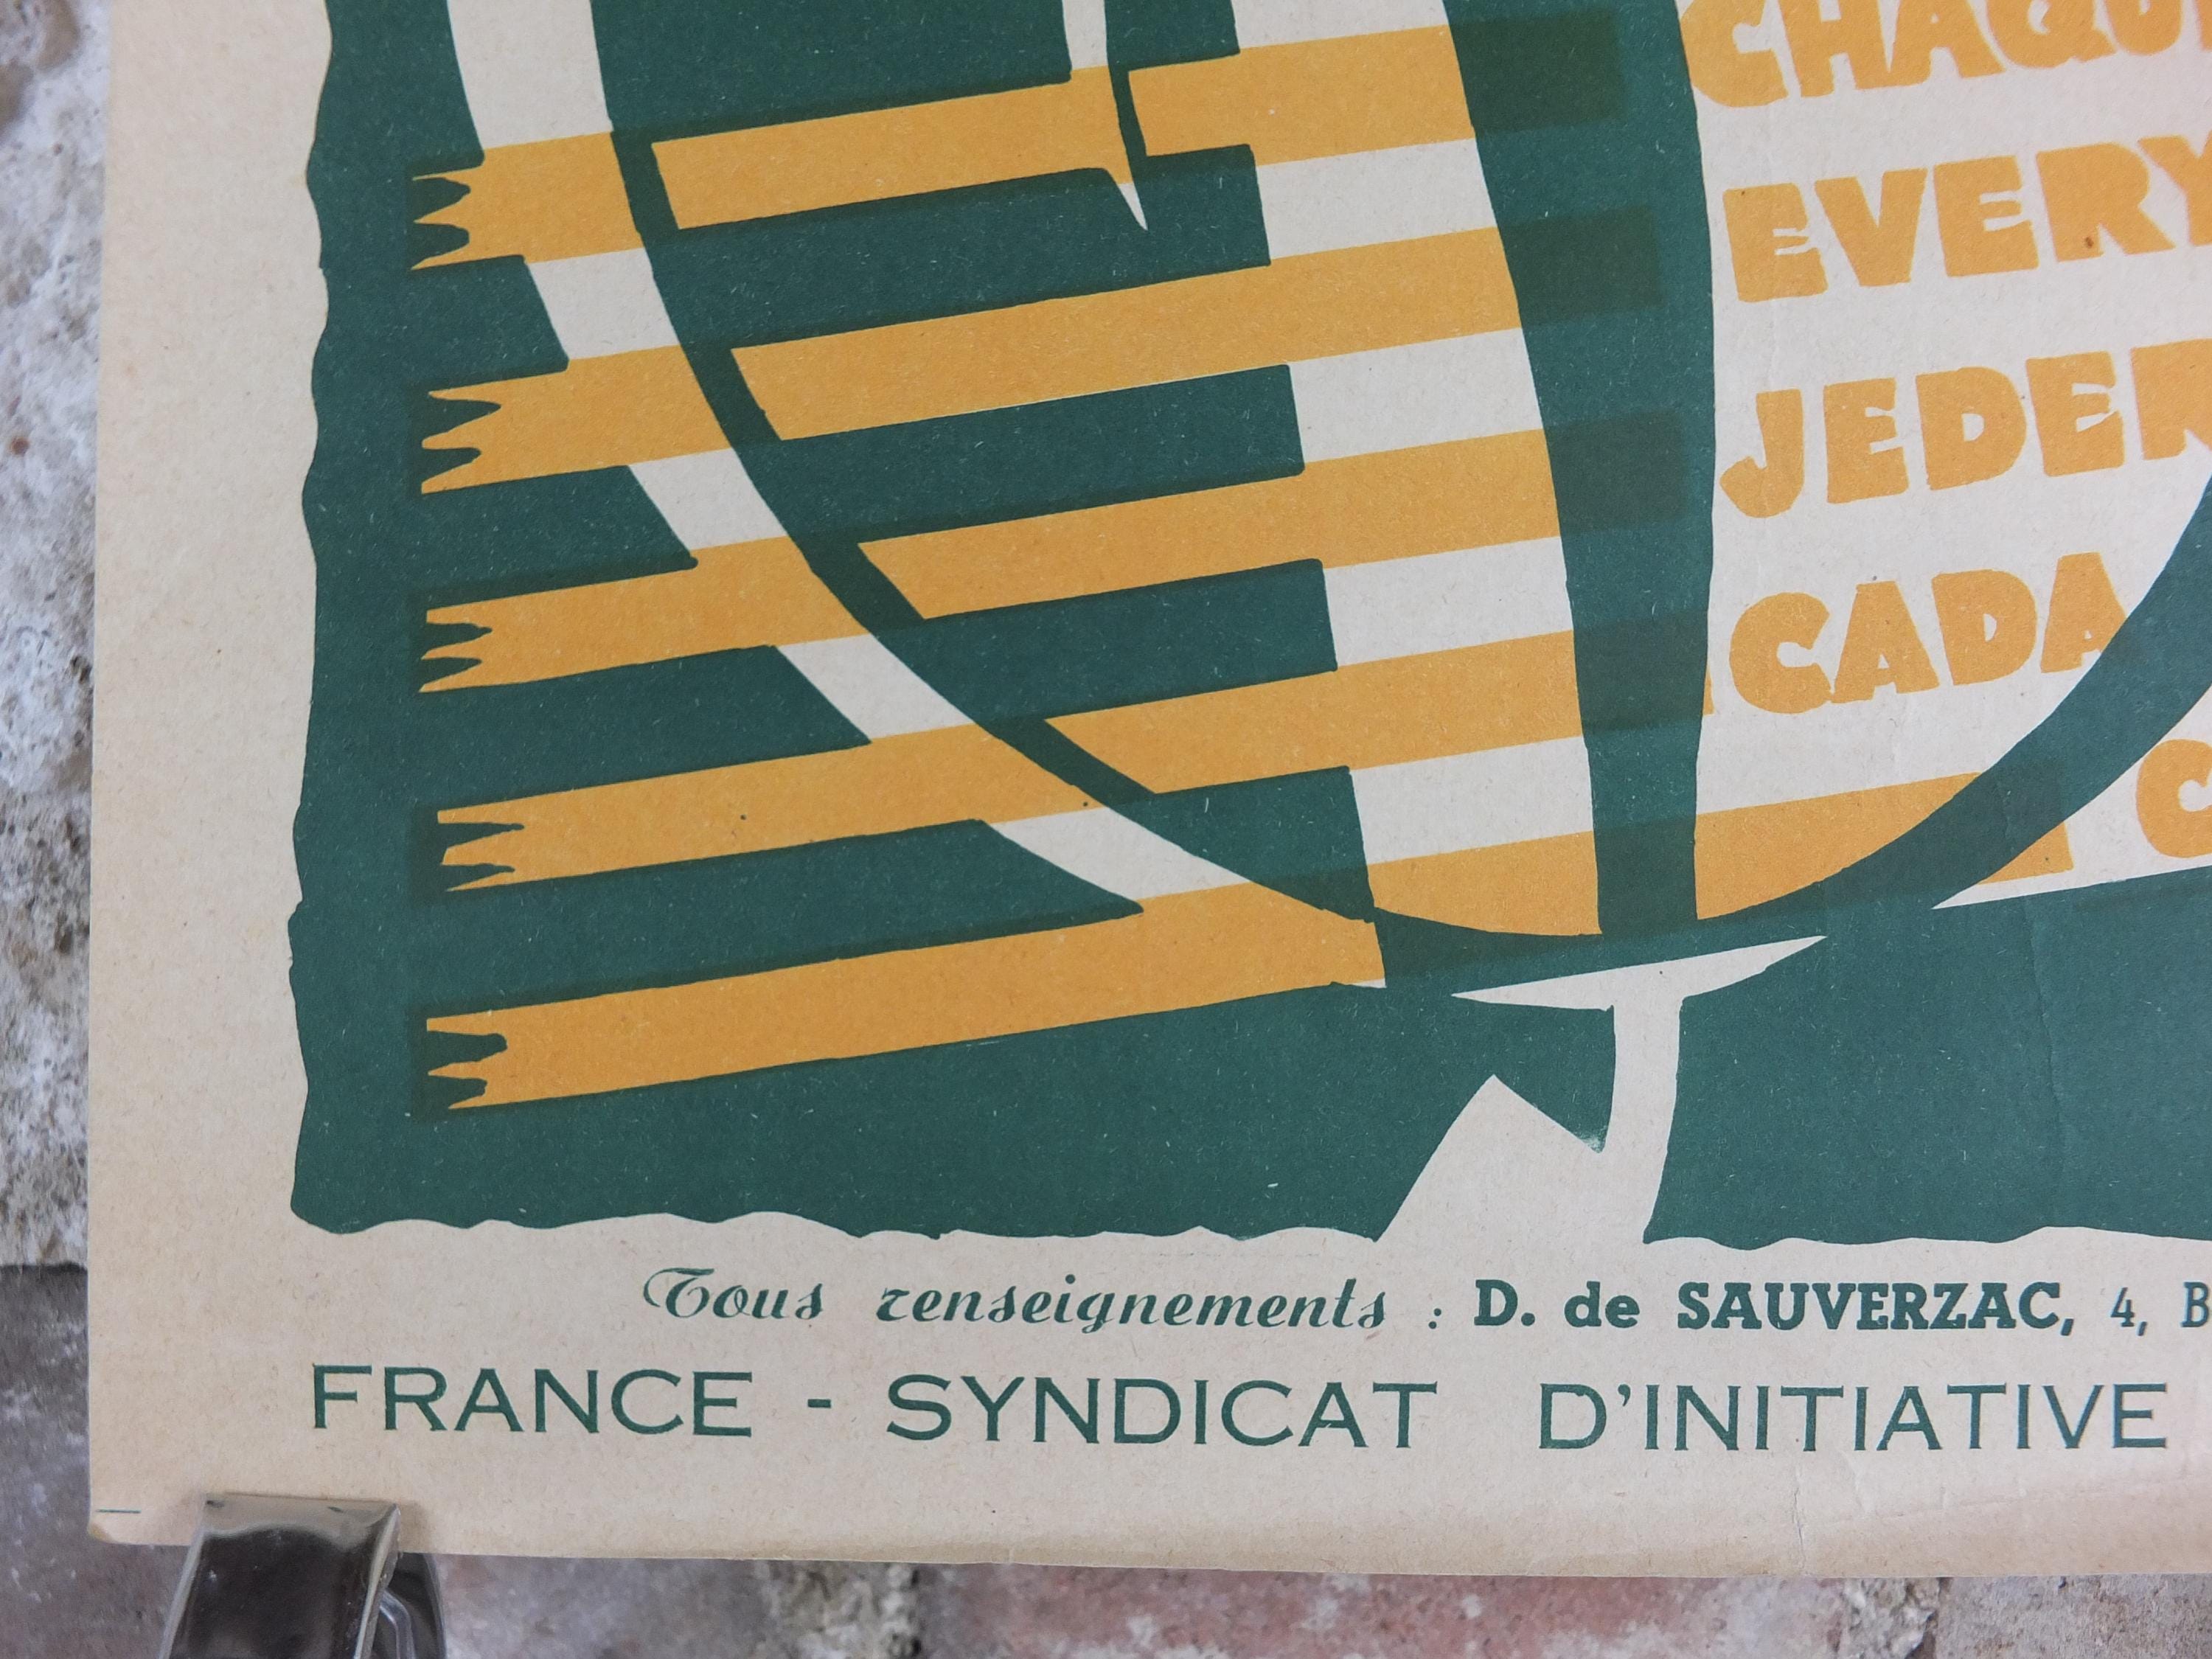 CHAQU
EVERY
JEDER
CADA
C
Tous renseignements : D. de SAUVERZAC, 4, B
FRANCE - SYNDICAT D'INITIATIVE